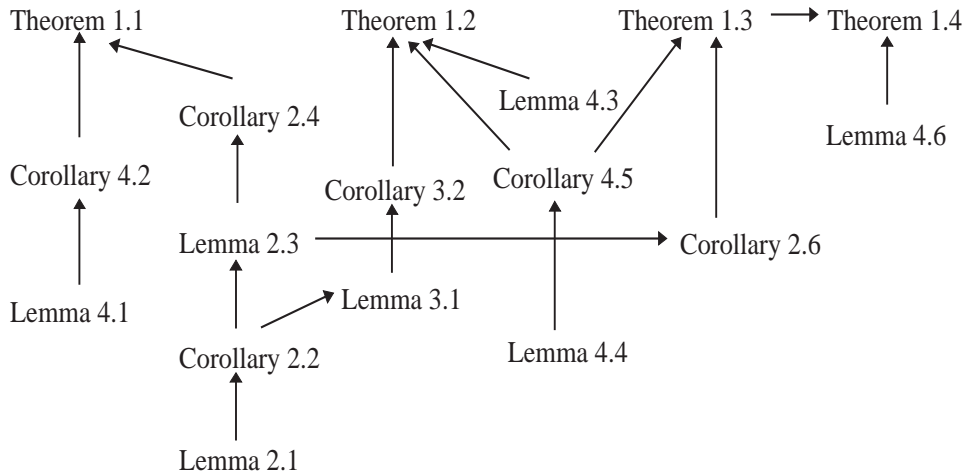 Theorem 1.1 Theorem 1.2 Theorem 1.3 Theorem 1.4
Lemma 4.3
Corollary 2.4
Lemma 4.6
Corollary 4.2
Corollary 3.2
Corollary 4.5
Lemma 2.3
Corollary 2.6
Lemma 4.1
Lemma 3.1
Corollary 2.2
Lemma 4.4
Lemma 2.1